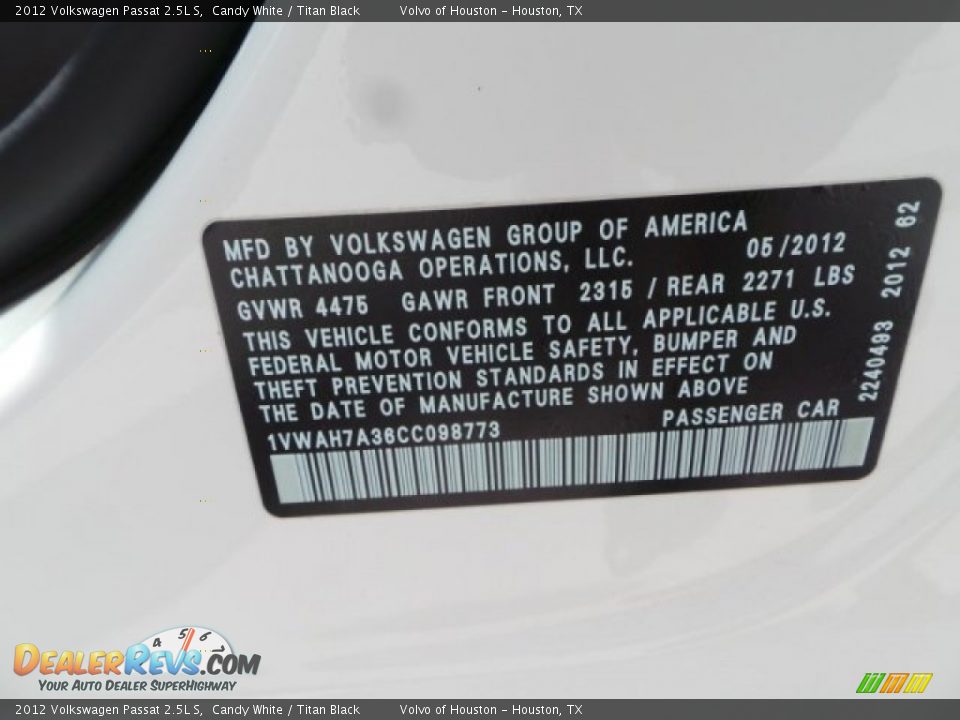 2012 Volkswagen Passat 2.5L S,  Candy White / Titan Black        Volvo of Houston - Houston, TX
MFD BY VOLKSWAGEN GROUP OF AMERICA
CHATTANOOGA OPERATIONS, LLC.    05/2012
GVWR 4475   GAWR FRONT  2315 / REAR  2271  LBS
THIS VEHICLE CONFORMS TO ALL APPLICABLE U.S.
FEDERAL MOTOR VEHICLE SAFETY, BUMPER AND
THEFT PREVENTION STANDARDS IN EFFECT ON
THE DATE OF MANUFACTURE SHOWN ABOVE
1VWAH7A36CC098773    PASSENGER CAR
2240493  2012  62
4 5 6 7
DEALERREVS.COM
YOUR AUTO DEALER SUPERHIGHWAY
2012 Volkswagen Passat 2.5L S,  Candy White / Titan Black        Volvo of Houston - Houston, TX